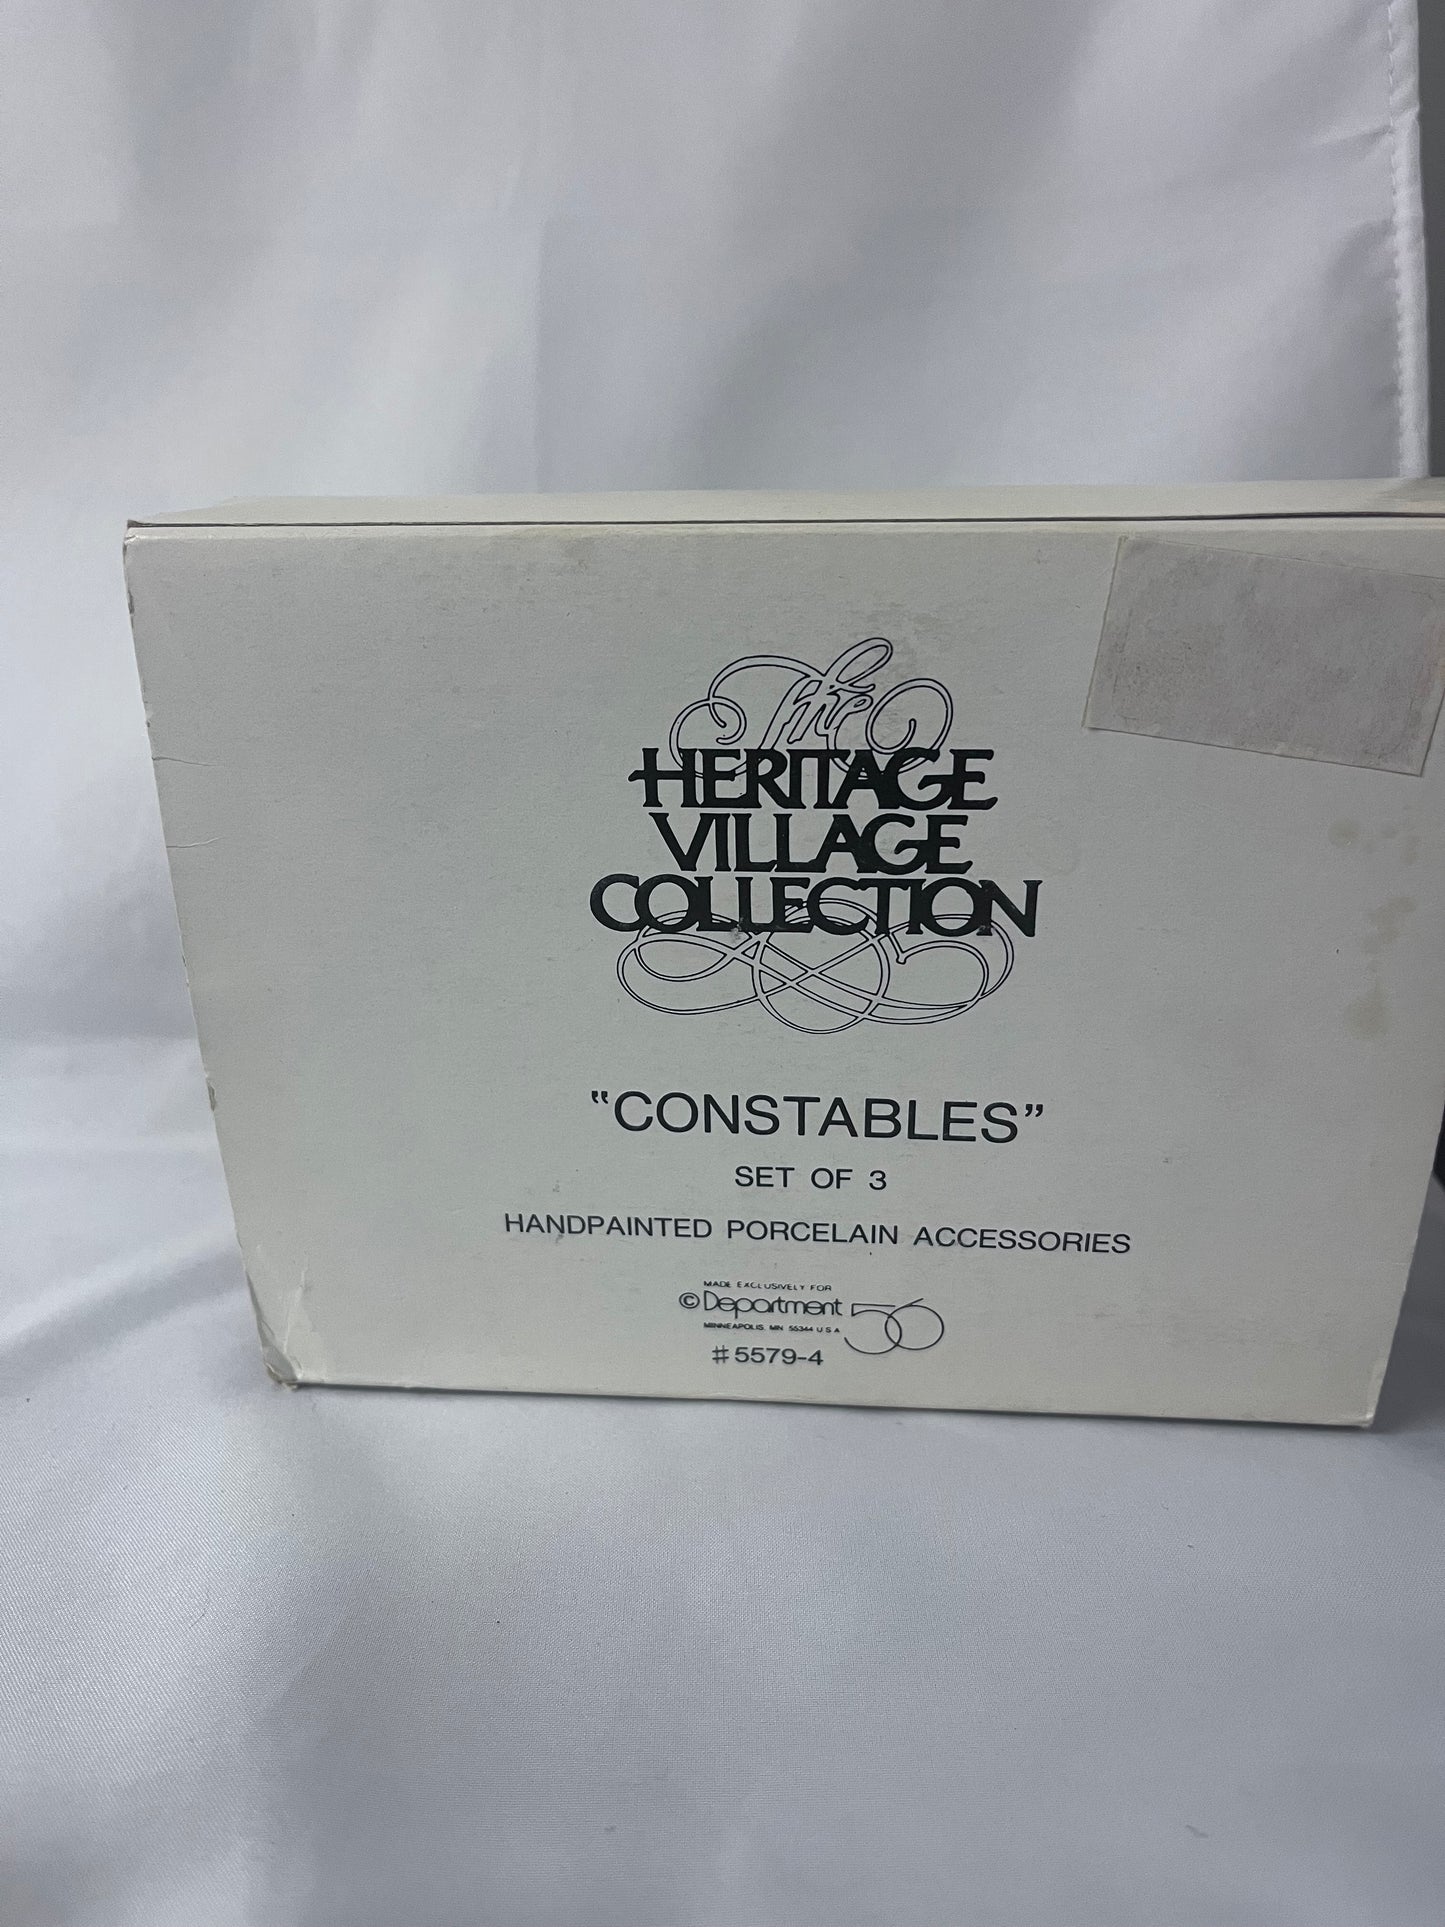 The
HERITAGE
VILLAGE
COLLECTION
"CONSTABLES"
SET OF 3
HANDPAINTED PORCELAIN ACCESSORIES
MADE EXCLUSIVELY FOR
© Department 56
MINNEAPOLIS, MN 55344 U S A
# 5579-4